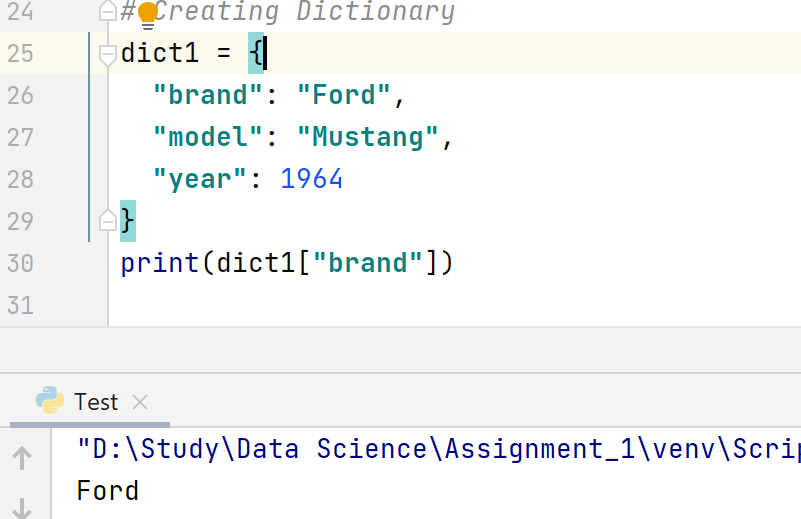 24 # Creating Dictionary
25 dict1 = {
26 "brand": "Ford",
27 "model": "Mustang",
28 "year": 1964
29 }
30 print(dict1["brand"])
31
Test
"D:\Study\Data Science\Assignment_1\venv\Scrip
Ford